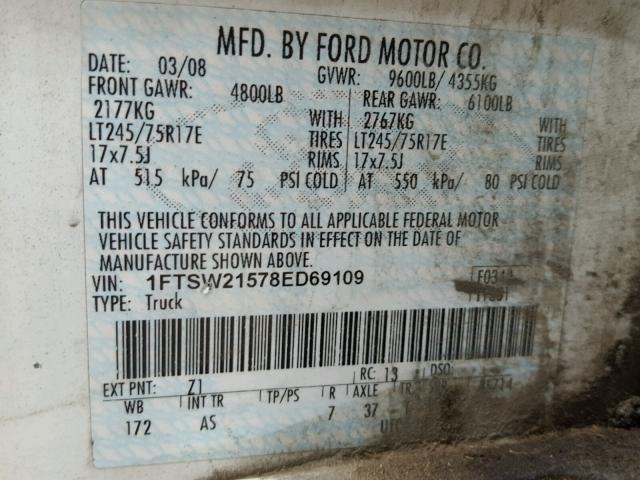 MFD. BY FORD MOTOR CO.
DATE: 03/08 GVWR: 9600LB/ 4355KG
FRONT GAWR: 4800LB REAR GAWR: 6100LB
2177KG WITH 2767KG WITH
LT245/75R17E TIRES LT245/75R17E TIRES
17x7.5J RIMS 17x7.5J RIMS
AT 515 kPa/ 75 PSI COLD AT 550 kPa/ 80 PSI COLD
THIS VEHICLE CONFORMS TO ALL APPLICABLE FEDERAL MOTOR
VEHICLE SAFETY STANDARDS IN EFFECT ON THE DATE OF
MANUFACTURE SHOWN ABOVE.
VIN: 1FTSW21578ED69109
TYPE: Truck
EXT PNT: Z1 RC: 13 DSO:
WB INT TR TP/PS R AXLE TR
172 AS 7 37